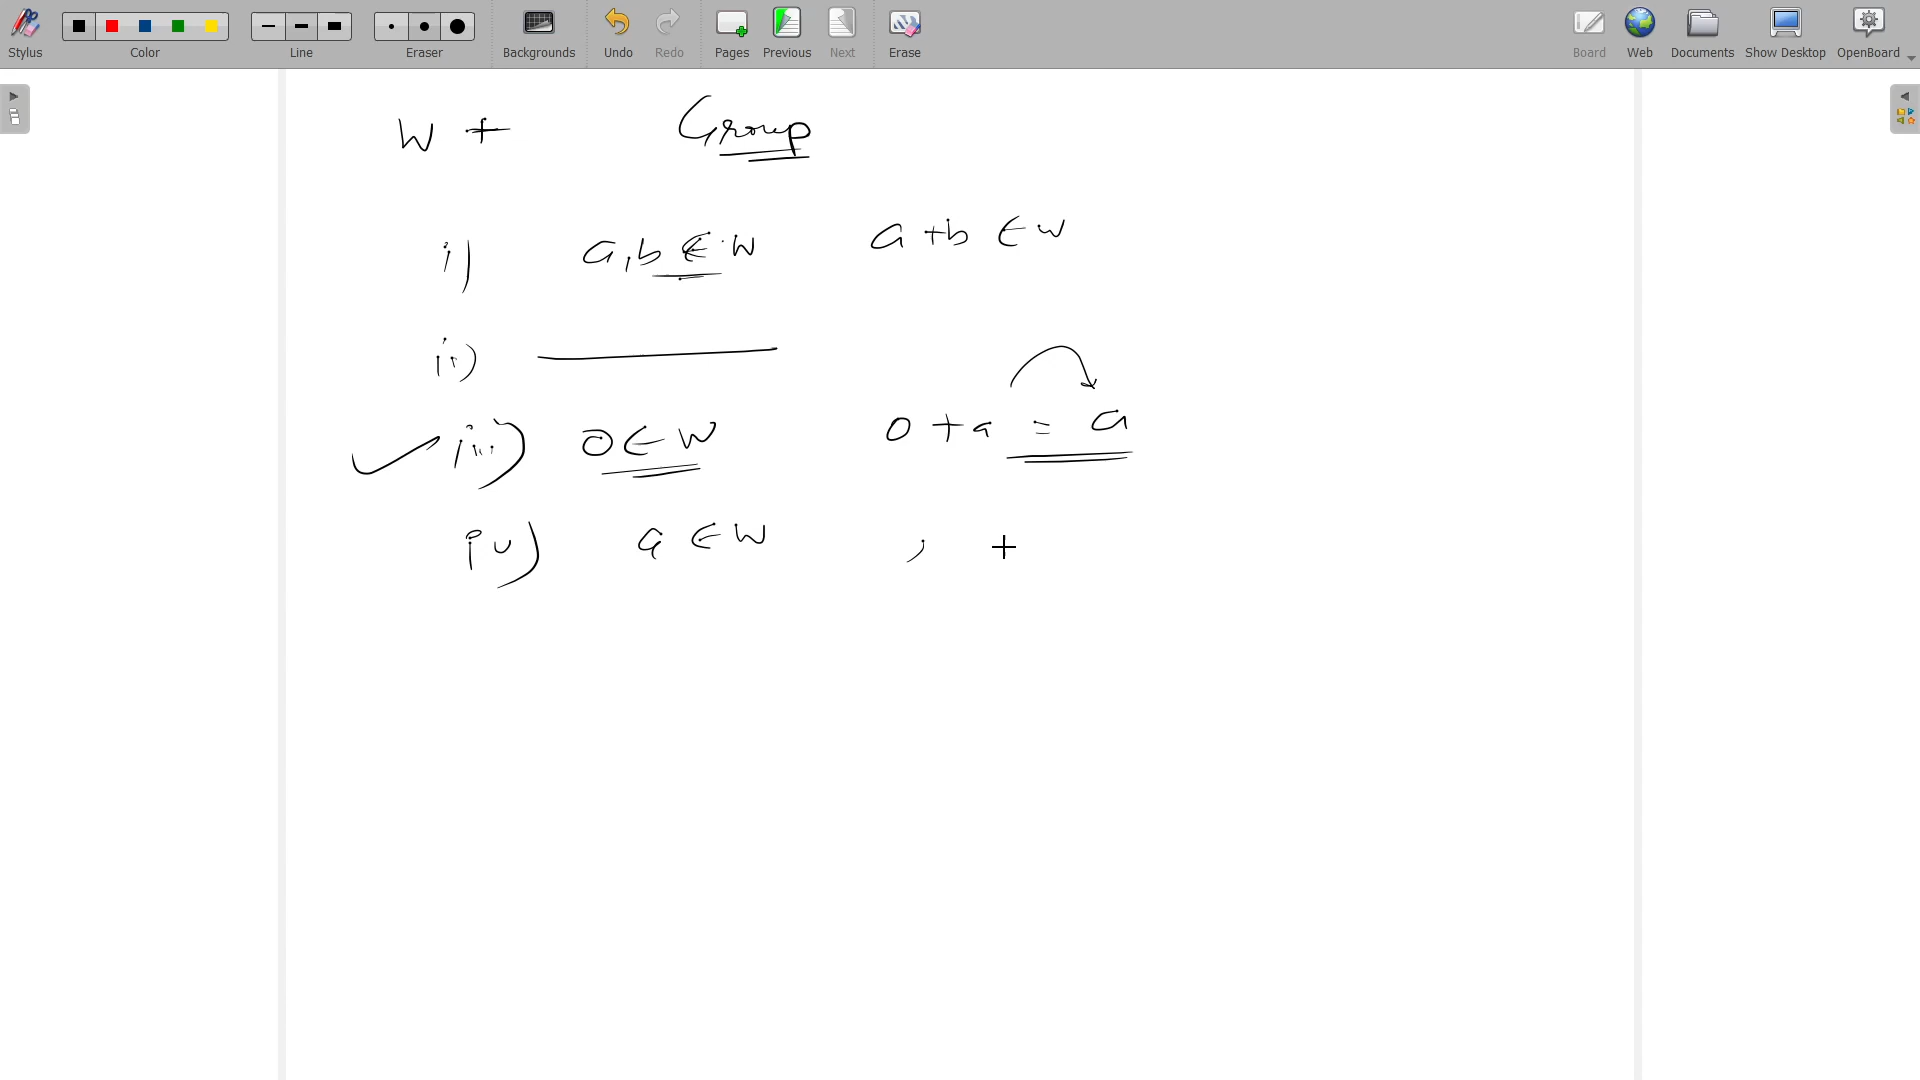 Stylus Color Line Eraser Backgrounds Undo Redo Pages Previous Next Erase Board Web Documents Show Desktop OpenBoard
W + Group
i) a,b ∈ W a+b ∈ W
ii)
iii) 0 ∈ W 0 + a = a
iv) a ∈ W ,